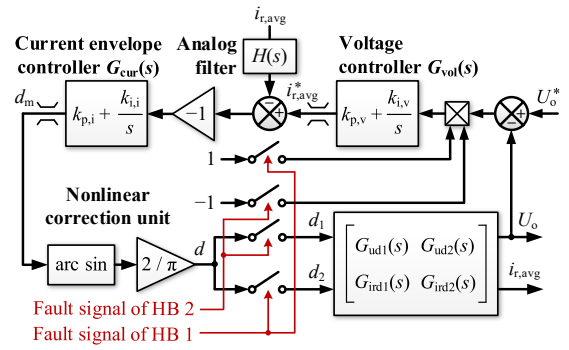 i_r,avg
Current envelope controller G_cur(s)
Analog filter
H(s)
Voltage controller G_vol(s)
d_m
k_p,i + k_i,i / s
−1
− −
i*_r,avg
k_p,v + k_i,v / s
− +
U_o*
1
−1
Nonlinear correction unit
arc sin
2 / π
d
d_1
d_2
G_ud1(s) G_ud2(s)
G_ird1(s) G_ird2(s)
U_o
i_r,avg
Fault signal of HB 2
Fault signal of HB 1